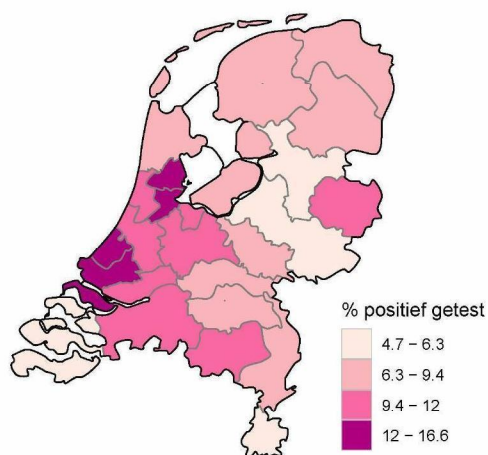 % positief getest
4.7 – 6.3
6.3 – 9.4
9.4 – 12
12 – 16.6